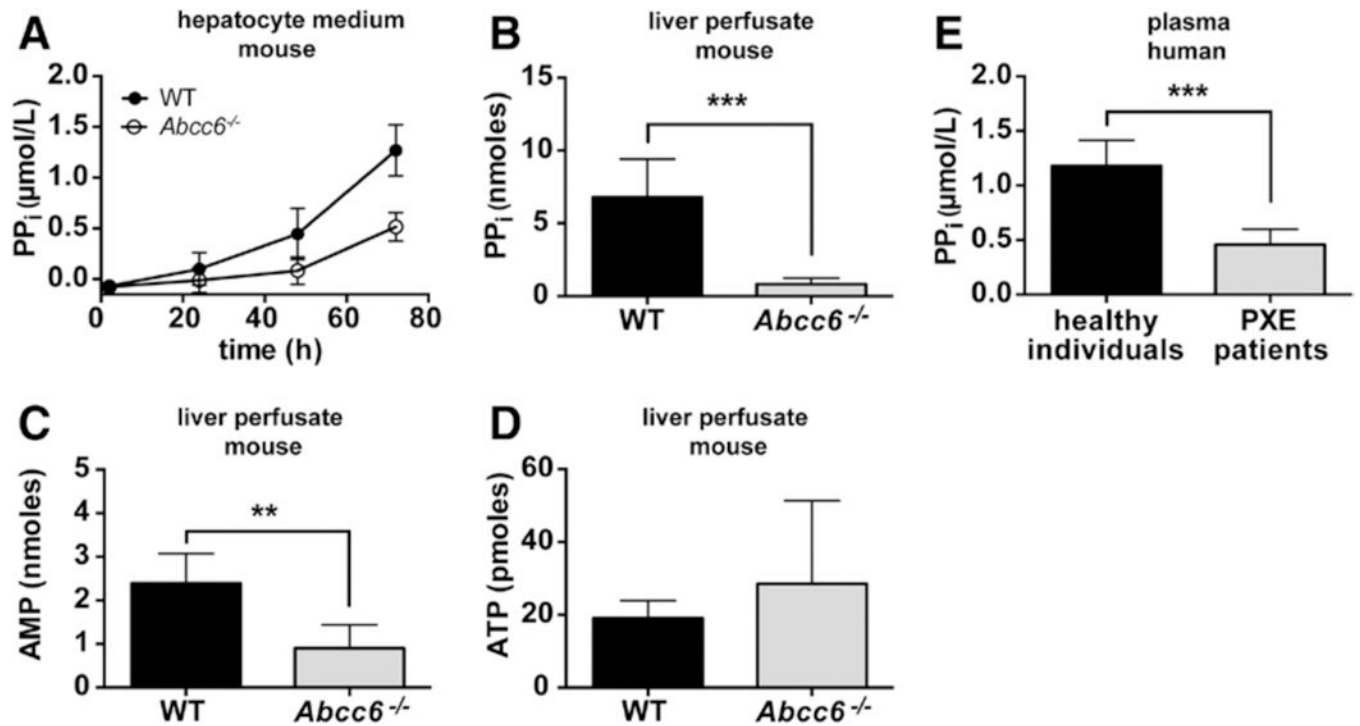 A
hepatocyte medium
mouse
PPi (µmol/L)
2.0
1.5
1.0
0.5
0.0
WT
Abcc6-/-
0 20 40 60 80
time (h)
B
liver perfusate
mouse
PPi (nmoles)
15
10
5
0
***
WT Abcc6-/-
E
plasma
human
PPi (µmol/L)
2.0
1.5
1.0
0.5
0.0
***
healthy
individuals
PXE
patients
C
liver perfusate
mouse
AMP (nmoles)
5
4
3
2
1
0
**
WT Abcc6-/-
D
liver perfusate
mouse
ATP (pmoles)
60
40
20
0
WT Abcc6-/-